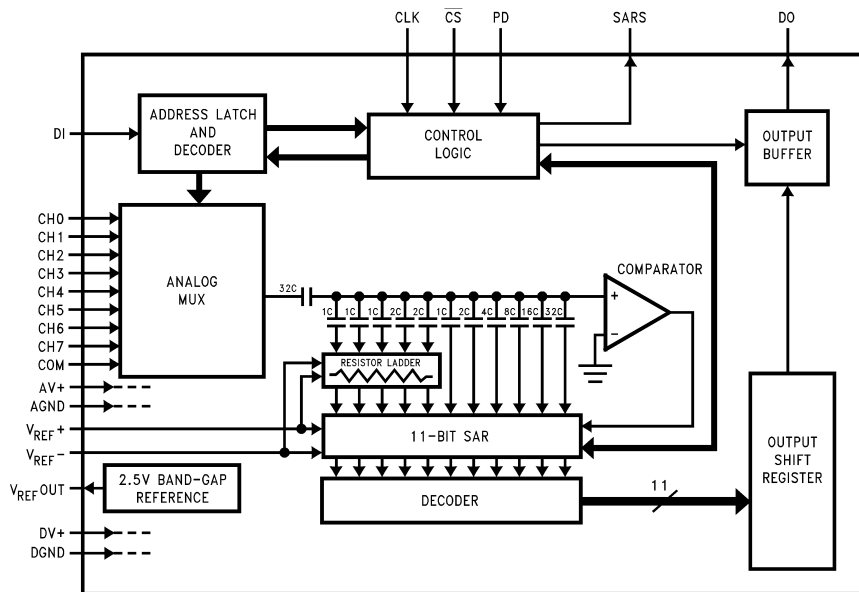 CLK CS PD SARS DO
DI
ADDRESS LATCH
AND
DECODER
CONTROL
LOGIC
OUTPUT
BUFFER
CH0
CH1
CH2
CH3
CH4
CH5
CH6
CH7
COM
AV+
AGND
VREF+
VREF-
VREFOUT
DV+
DGND
ANALOG
MUX
32C
1C 1C 1C 2C 2C 1C 2C 4C 8C 16C 32C
COMPARATOR
+
-
RESISTOR LADDER
11-BIT SAR
2.5V BAND-GAP
REFERENCE
DECODER
11
OUTPUT
SHIFT
REGISTER